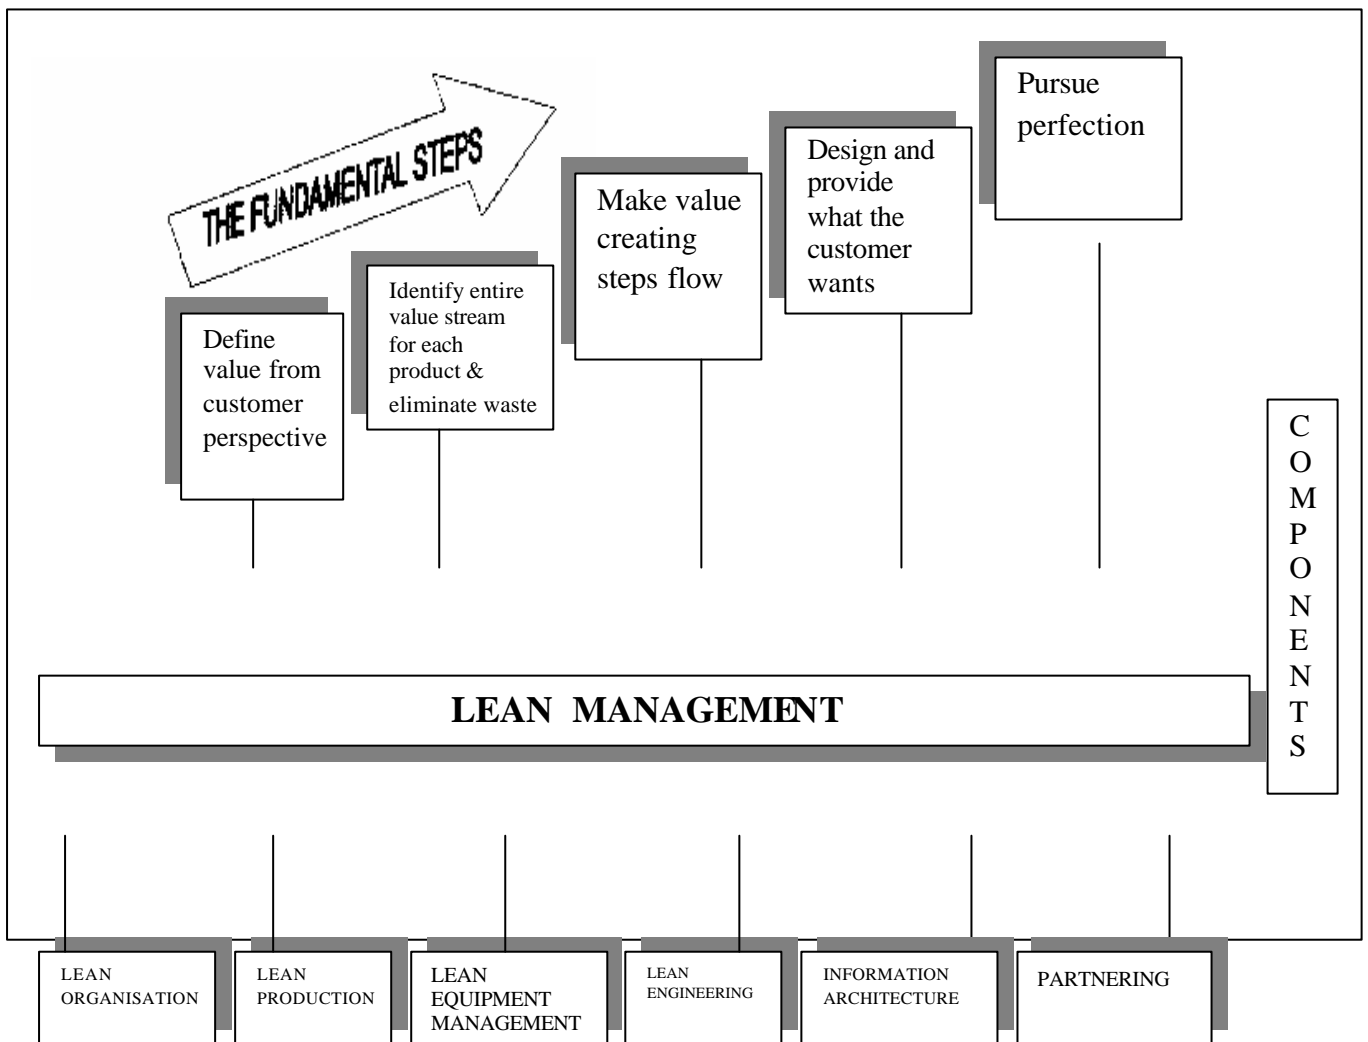 THE FUNDAMENTAL STEPS
Define
value from
customer
perspective
Identify entire
value stream
for each
product &
eliminate waste
Make value
creating
steps flow
Design and
provide
what the
customer
wants
Pursue
perfection
C
O
M
P
O
N
E
N
T
S
LEAN MANAGEMENT
LEAN
ORGANISATION
LEAN
PRODUCTION
LEAN
EQUIPMENT
MANAGEMENT
LEAN
ENGINEERING
INFORMATION
ARCHITECTURE
PARTNERING